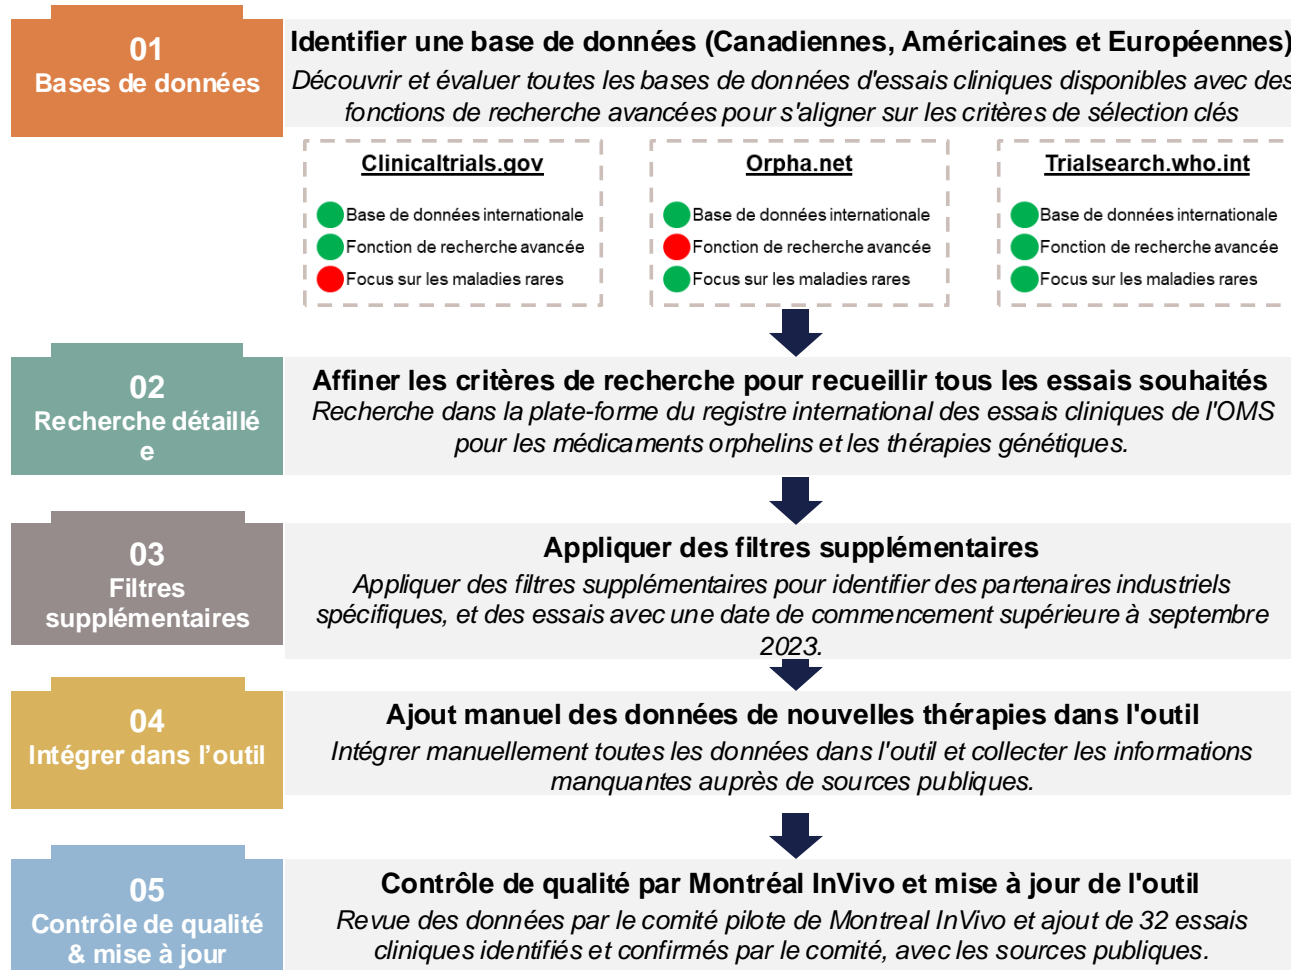 01
Bases de données
Identifier une base de données (Canadiennes, Américaines et Européennes)
Découvrir et évaluer toutes les bases de données d'essais cliniques disponibles avec des
fonctions de recherche avancées pour s'aligner sur les critères de sélection clés
Clinicaltrials.gov
Base de données internationale
Fonction de recherche avancée
Focus sur les maladies rares
Orpha.net
Base de données internationale
Fonction de recherche avancée
Focus sur les maladies rares
Trialsearch.who.int
Base de données internationale
Fonction de recherche avancée
Focus sur les maladies rares
02
Recherche détaillé
e
Affiner les critères de recherche pour recueillir tous les essais souhaités
Recherche dans la plate-forme du registre international des essais cliniques de l'OMS
pour les médicaments orphelins et les thérapies génétiques.
03
Filtres
supplémentaires
Appliquer des filtres supplémentaires
Appliquer des filtres supplémentaires pour identifier des partenaires industriels
spécifiques, et des essais avec une date de commencement supérieure à septembre
2023.
04
Intégrer dans l’outil
Ajout manuel des données de nouvelles thérapies dans l'outil
Intégrer manuellement toutes les données dans l'outil et collecter les informations
manquantes auprès de sources publiques.
05
Contrôle de qualité
& mise à jour
Contrôle de qualité par Montréal InVivo et mise à jour de l'outil
Revue des données par le comité pilote de Montreal InVivo et ajout de 32 essais
cliniques identifiés et confirmés par le comité, avec les sources publiques.